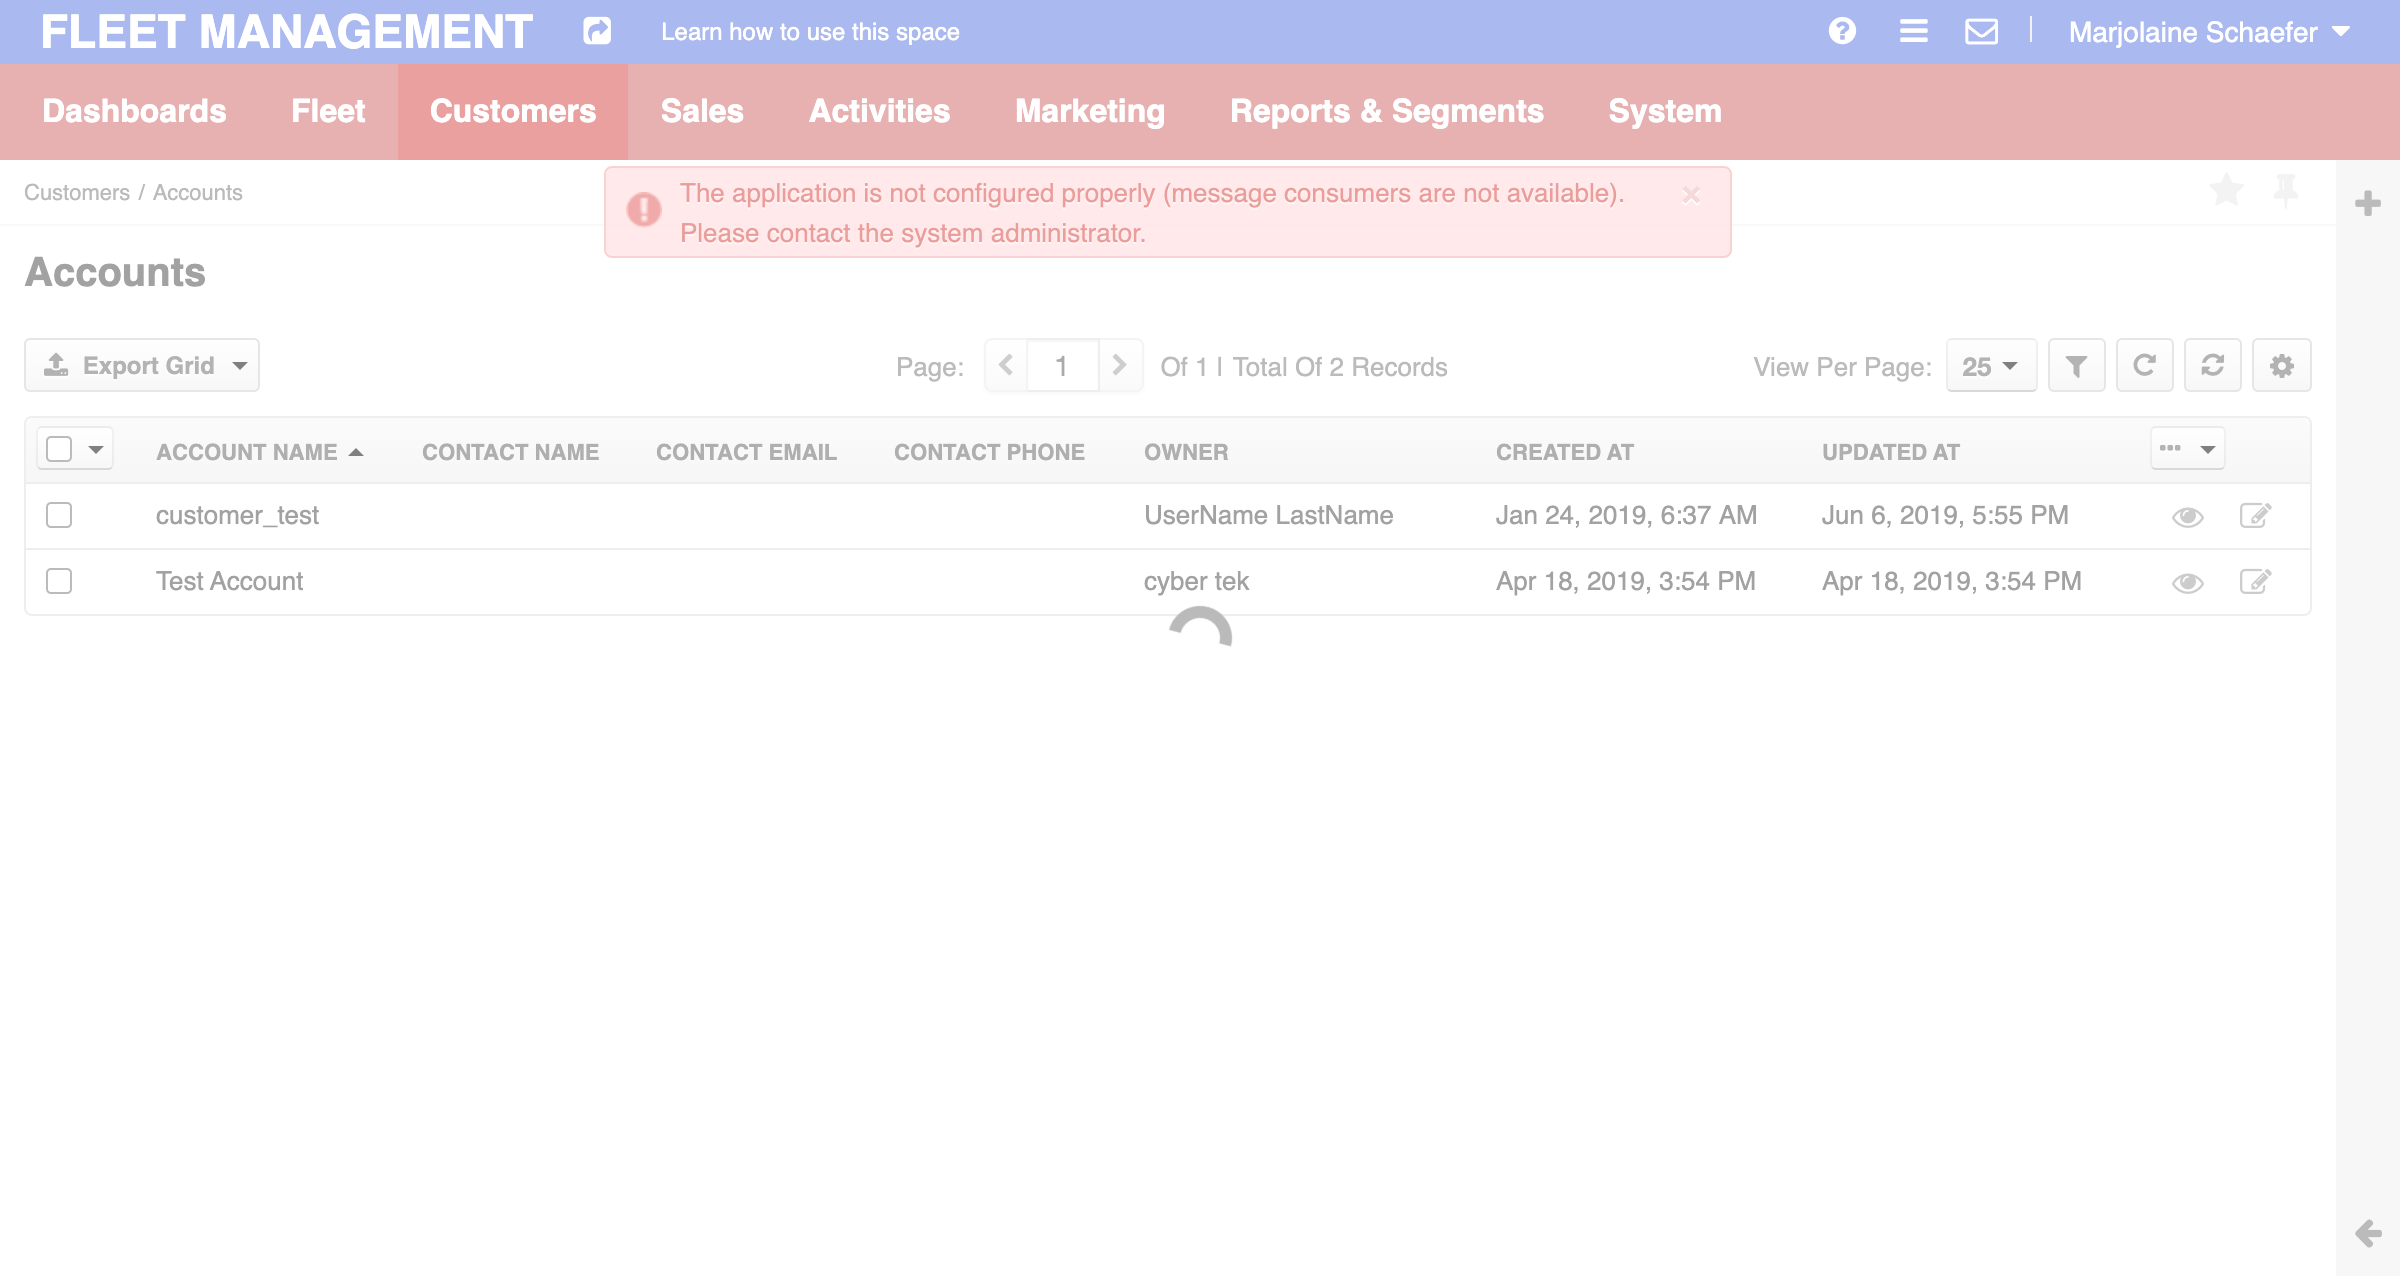 FLEET MANAGEMENT Learn how to use this space Marjolaine Schaefer
Dashboards Fleet Customers Sales Activities Marketing Reports & Segments System
Customers / Accounts
The application is not configured properly (message consumers are not available).
Please contact the system administrator.
Accounts
Export Grid Page: 1 Of 1 | Total Of 2 Records View Per Page: 25
ACCOUNT NAME CONTACT NAME CONTACT EMAIL CONTACT PHONE OWNER CREATED AT UPDATED AT
customer_test UserName LastName Jan 24, 2019, 6:37 AM Jun 6, 2019, 5:55 PM
Test Account cyber tek Apr 18, 2019, 3:54 PM Apr 18, 2019, 3:54 PM